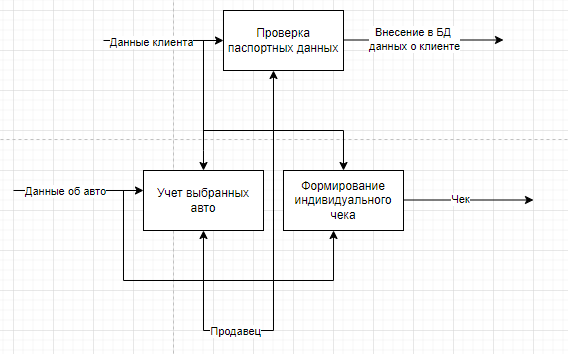 Данные клиента
Проверка
паспортных данных
Внесение в БД
данных о клиенте
Данные об авто
Учет выбранных
авто
Формирование
индивидуального
чека
Чек
Продавец